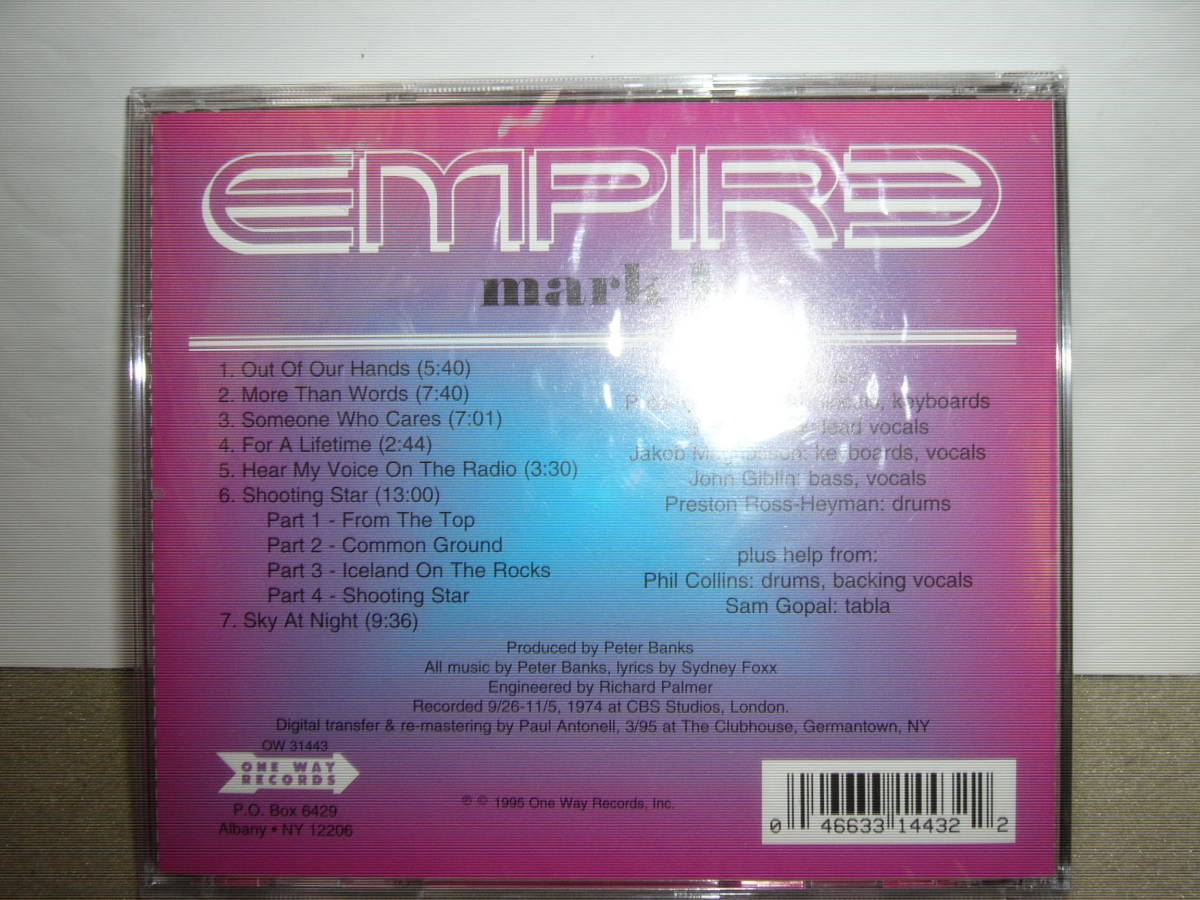 EMPIRE
mark
1. Out Of Our Hands (5:40)
2. More Than Words (7:40)
3. Someone Who Cares (7:01)
4. For A Lifetime (2:44)
5. Hear My Voice On The Radio (3:30)
6. Shooting Star (13:00)
Part 1 - From The Top
Part 2 - Common Ground
Part 3 - Iceland On The Rocks
Part 4 - Shooting Star
7. Sky At Night (9:36)
keyboards
lead vocals
Jakob keyboards, vocals
John Giblin: bass, vocals
Preston Ross-Heyman: drums
plus help from:
Phil Collins: drums, backing vocals
Sam Gopal: tabla
Produced by Peter Banks
All music by Peter Banks, lyrics by Sydney Foxx
Engineered by Richard Palmer
Recorded 9/26-11/5, 1974 at CBS Studios, London.
Digital transfer & re-mastering by Paul Antonell, 3/95 at The Clubhouse, Germantown, NY
OW 31443
ONE WAY
RECORDS
P.O. Box 6429
Albany • NY 12206
℗ © 1995 One Way Records, Inc.
0 46633 14432 2